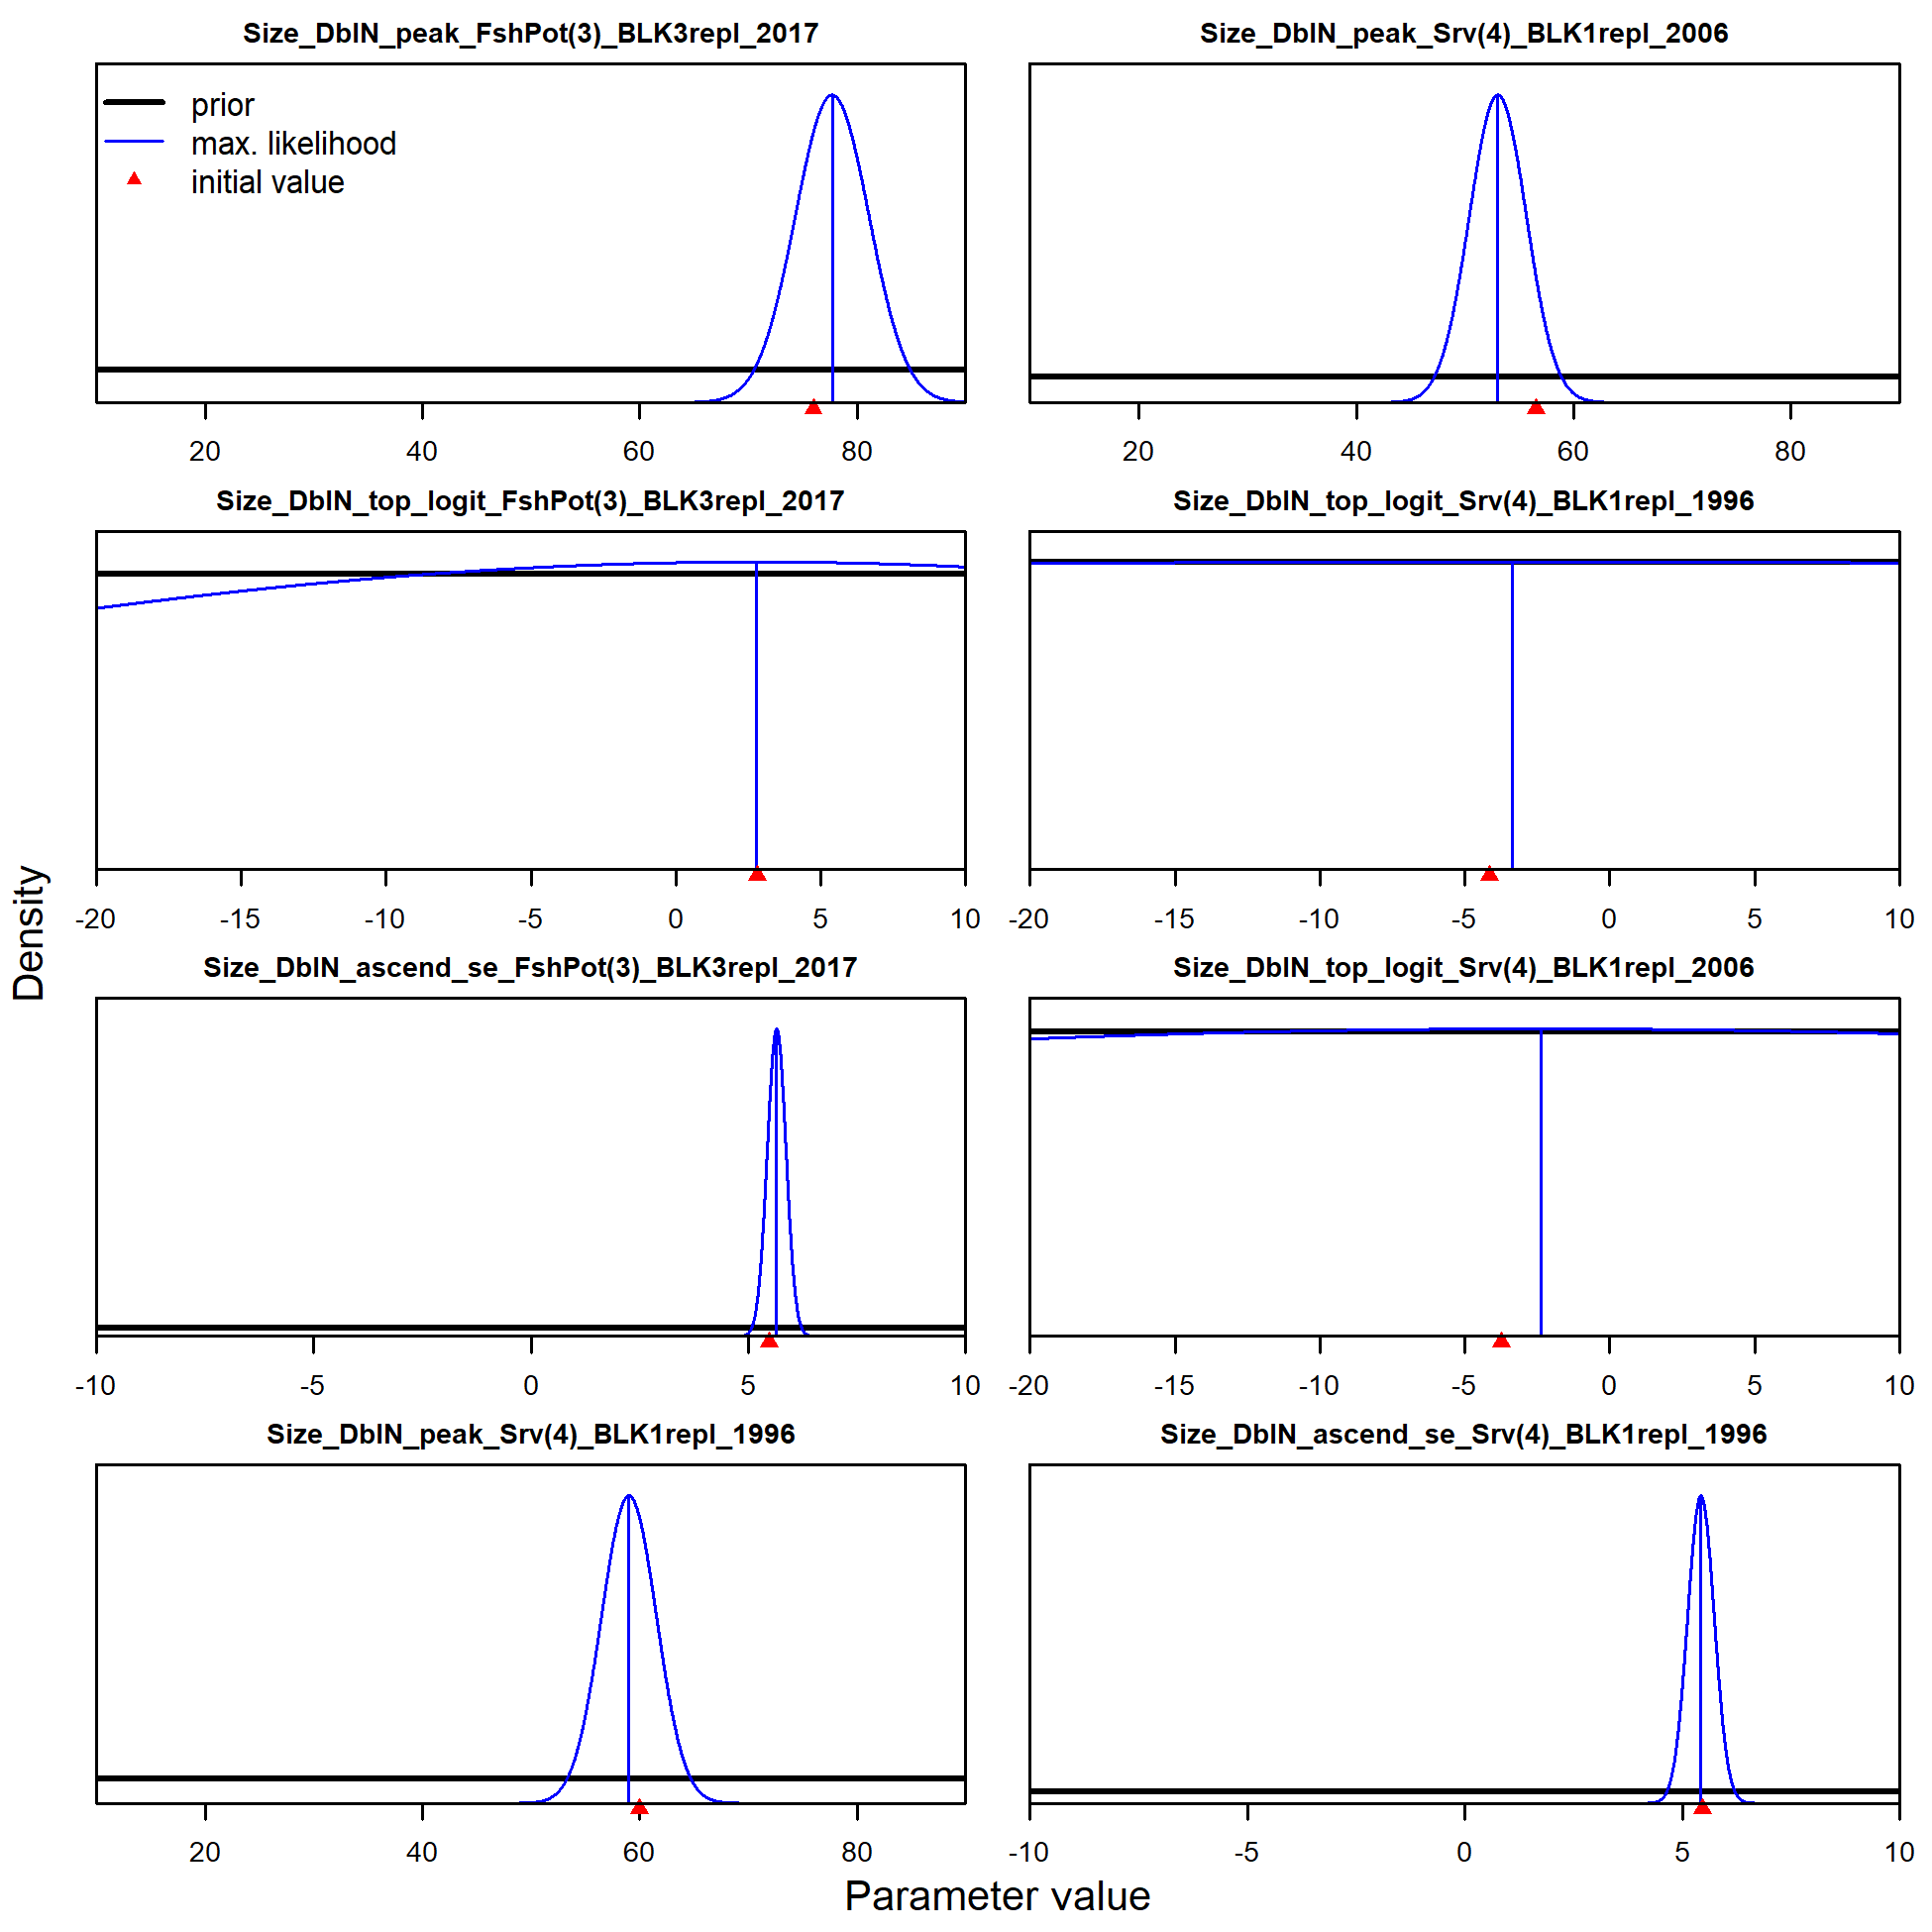 Size_DblN_peak_FshPot(3)_BLK3repl_2017
prior
max. likelihood
initial value
20 40 60 80
Size_DblN_peak_Srv(4)_BLK1repl_2006
20 40 60 80
Size_DblN_top_logit_FshPot(3)_BLK3repl_2017
-20 -15 -10 -5 0 5 10
Size_DblN_top_logit_Srv(4)_BLK1repl_1996
-20 -15 -10 -5 0 5 10
Density
Size_DblN_ascend_se_FshPot(3)_BLK3repl_2017
-10 -5 0 5 10
Size_DblN_top_logit_Srv(4)_BLK1repl_2006
-20 -15 -10 -5 0 5 10
Size_DblN_peak_Srv(4)_BLK1repl_1996
20 40 60 80
Size_DblN_ascend_se_Srv(4)_BLK1repl_1996
-10 -5 0 5 10
Parameter value